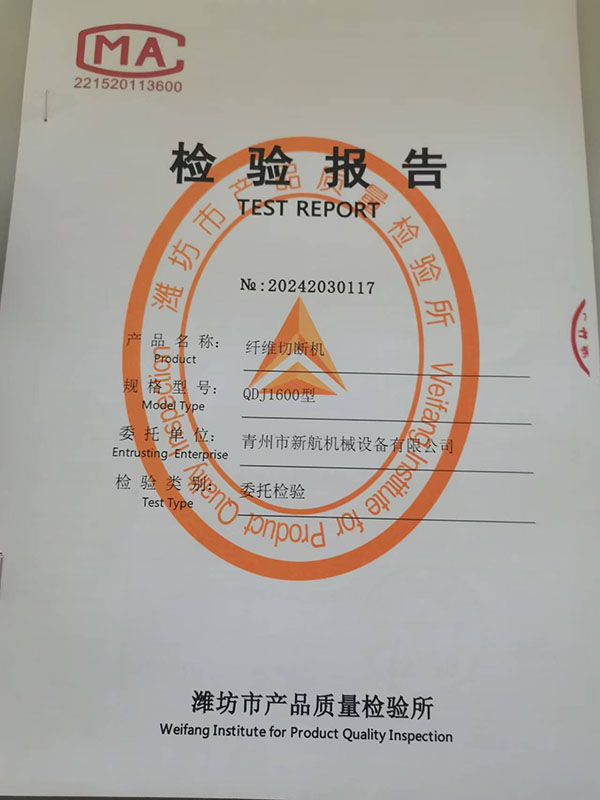 CMA
221520113600
检验报告
TEST REPORT
潍坊市产品质量检验所
Weifang Institute for Product Quality Inspection
№:20242030117
产品名称: 纤维切断机
Product
规格型号: QDJ1600型
Model Type
委托单位: 青州市新航机械设备有限公司
Entrusting Enterprise
检验类别: 委托检验
Test Type
潍坊市产品质量检验所
Weifang Institute for Product Quality Inspection